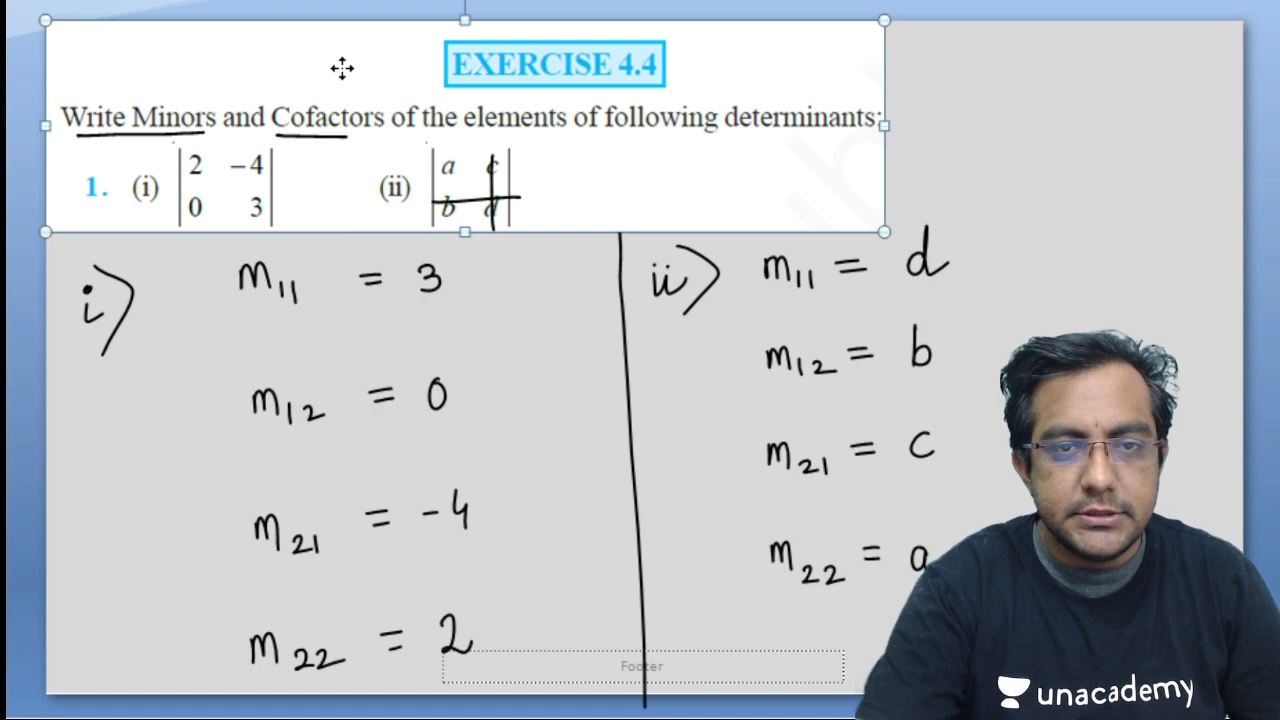 EXERCISE 4.4
Write Minors and Cofactors of the elements of following determinants:
1. (i) |2 -4| (ii) |a c|
|0 3| |b d|
i) m11 = 3
m12 = 0
m21 = -4
m22 = 2
ii) m11 = d
m12 = b
m21 = c
m22 = a
Footer
unacademy